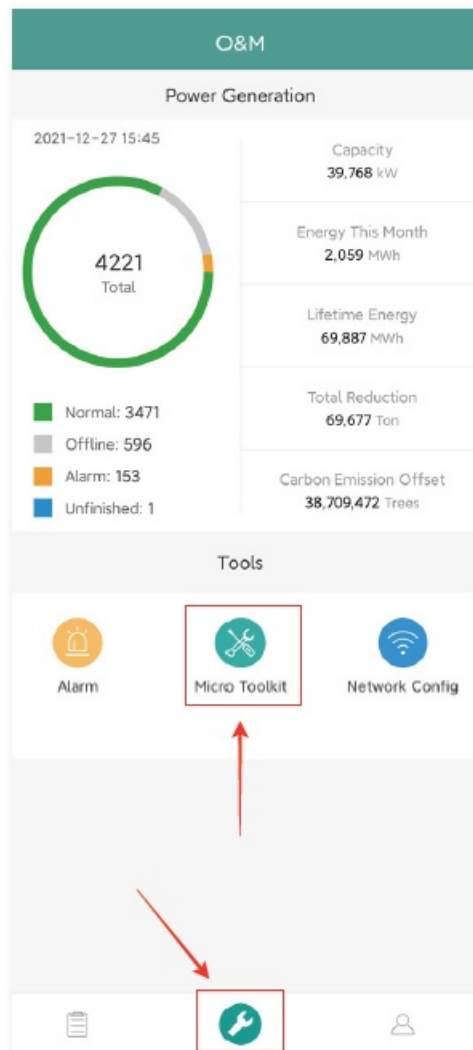 O&M
Power Generation
2021-12-27 15:45
4221
Total
Normal: 3471
Offline: 596
Alarm: 153
Unfinished: 1
Capacity
39,768 kW
Energy This Month
2,059 MWh
Lifetime Energy
69,887 MWh
Total Reduction
69,677 Ton
Carbon Emission Offset
38,709,472 Trees
Tools
Alarm
Micro Toolkit
Network Config